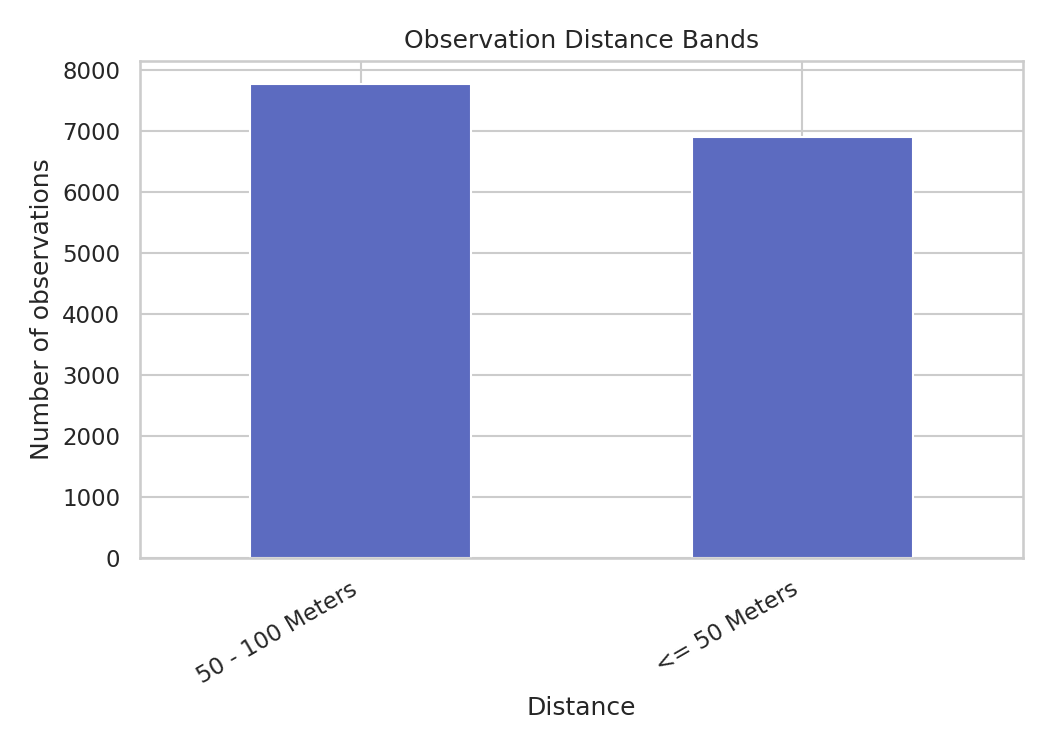 Observation Distance Bands
Number of observations
8000
7000
6000
5000
4000
3000
2000
1000
0
50 - 100 Meters
<= 50 Meters
Distance